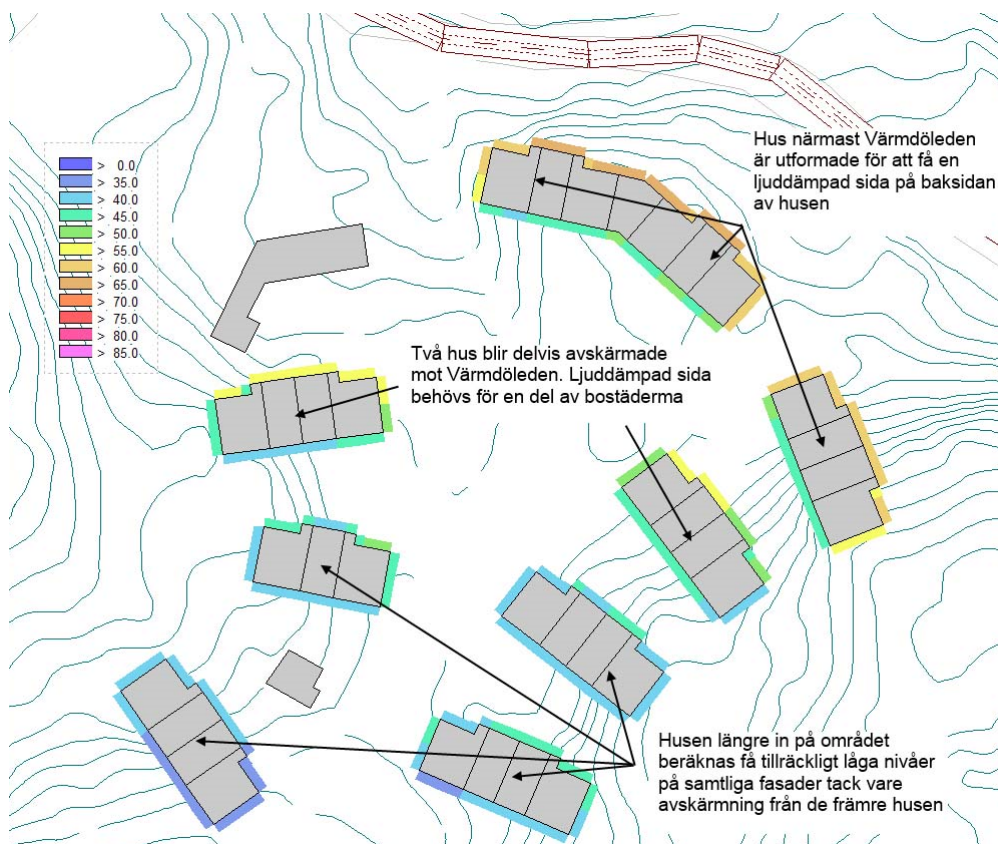 Hus närmast Värmdöleden
är utformade för att få en
ljuddämpad sida på baksidan
av husen
> 0.0
> 35.0
> 40.0
> 45.0
> 50.0
> 55.0
> 60.0
> 65.0
> 70.0
> 75.0
> 80.0
> 85.0
Två hus blir delvis avskärmade
mot Värmdöleden. Ljuddämpad sida
behövs för en del av bostäderma
Husen längre in på området
beräknas få tillräckligt låga nivåer
på samtliga fasader tack vare
avskärmning från de främre husen